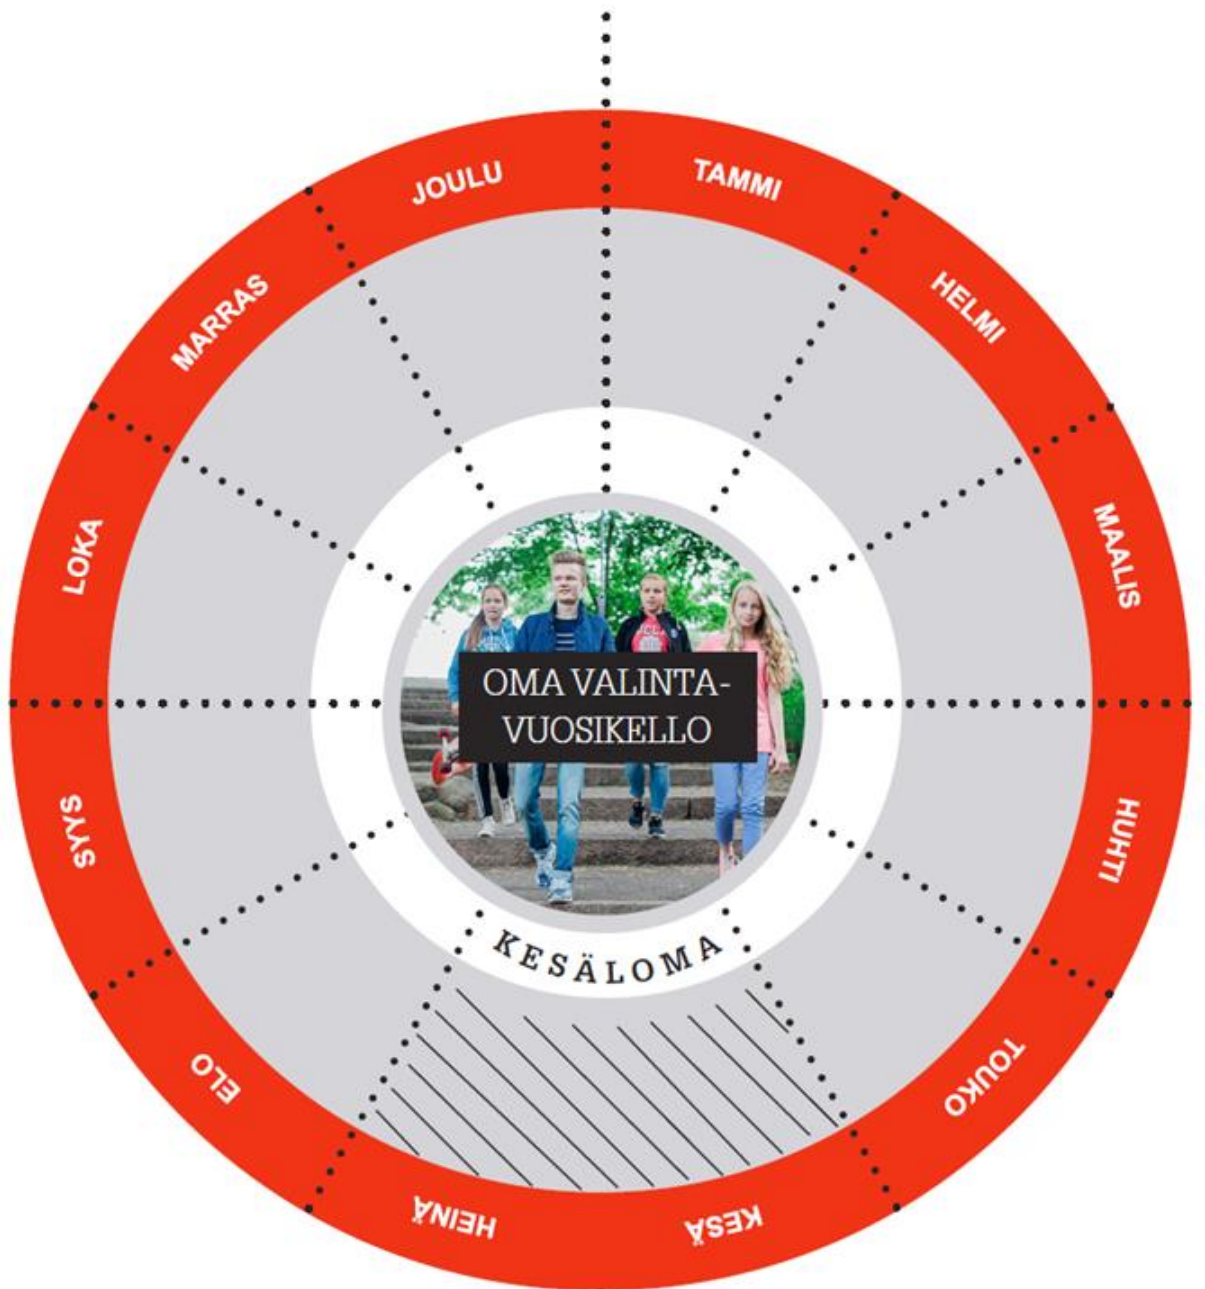 TAMMI
HELMI
MAALIS
HUHTI
TOUKO
KESÄ
HEINÄ
ELO
SYYS
LOKA
MARRAS
JOULU
OMA VALINTA-
VUOSIKELLO
KESÄLOMA